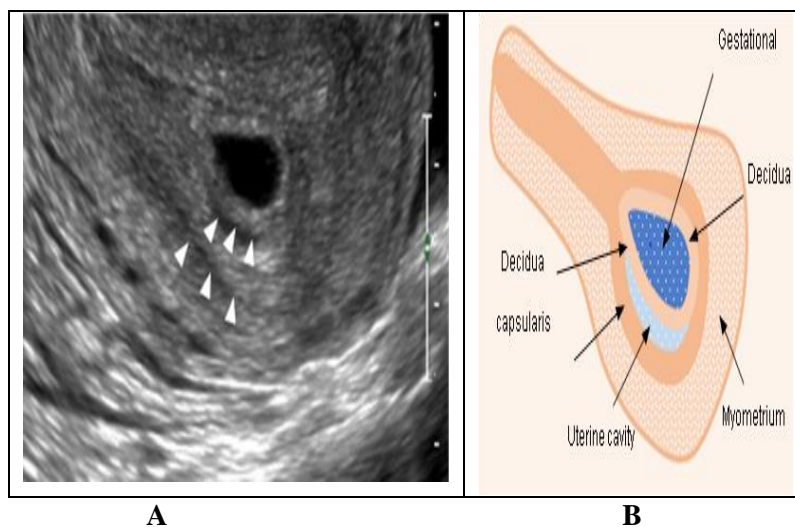 Gestational
Decidua
Decidua
capsularis
Uterine cavity
Myometrium
A
B